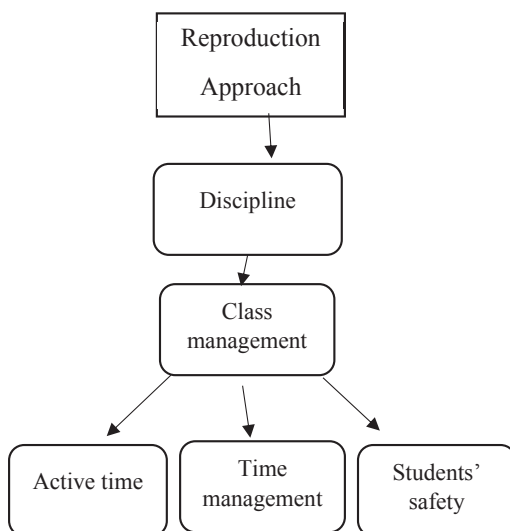 Reproduction
Approach
Discipline
Class
management
Active time
Time
management
Students’
safety